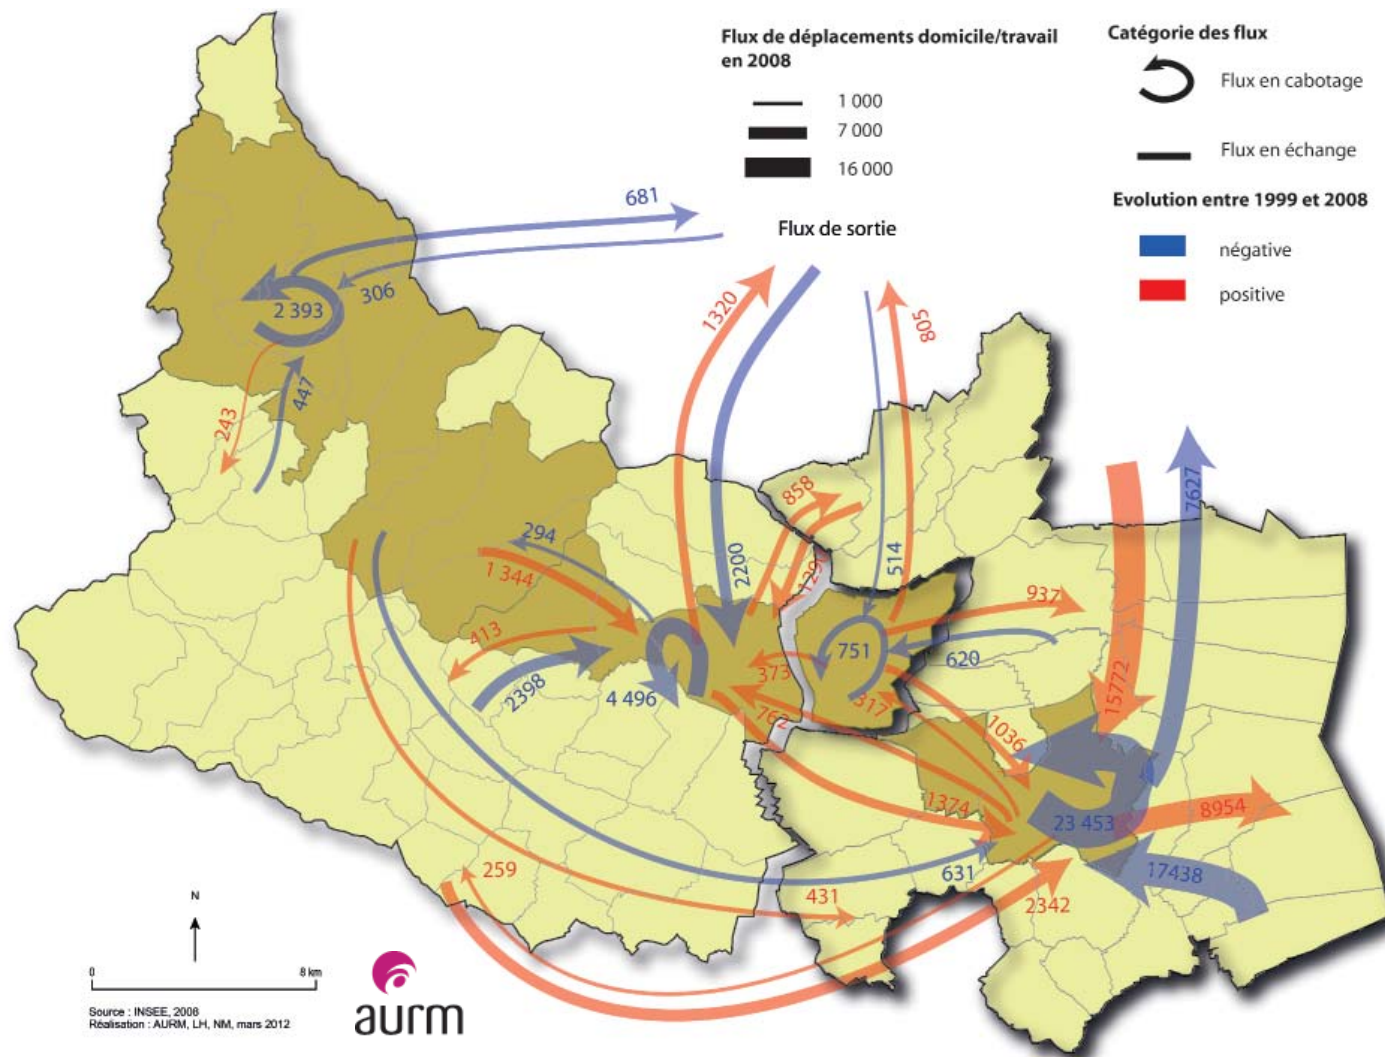 Flux de déplacements domicile/travail
en 2008
1 000
7 000
16 000
Flux de sortie
Catégorie des flux
Flux en cabotage
Flux en échange
Evolution entre 1999 et 2008
négative
positive
681
306
2 393
447
243
1320
805
858
2200
514
294
1 344
413
2398
4 496
373
751
937
620
317
762
1036
1374
7627
15772
8954
23 453
17438
631
431
2342
259
N
0 8 km
Source : INSEE, 2008
Réalisation : AURM, LH, NM, mars 2012
aurm